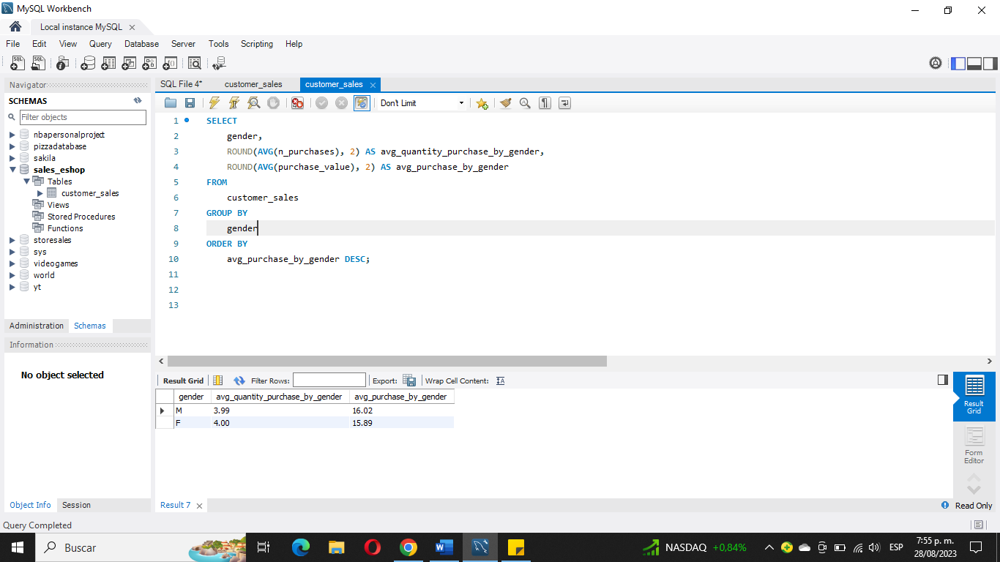 MySQL Workbench
Local instance MySQL
File Edit View Query Database Server Tools Scripting Help
Navigator
SQL File 4* customer_sales customer_sales
SCHEMAS
Don't Limit
Filter objects
nbapersonalproject
pizzadatabase
sakila
sales_eshop
Tables
customer_sales
Views
Stored Procedures
Functions
storesales
sys
videogames
world
yt
Administration Schemas
Information
No object selected
1 SELECT
2 gender,
3 ROUND(AVG(n_purchases), 2) AS avg_quantity_purchase_by_gender,
4 ROUND(AVG(purchase_value), 2) AS avg_purchase_by_gender
5 FROM
6 customer_sales
7 GROUP BY
8 gender
9 ORDER BY
10 avg_purchase_by_gender DESC;
11
12
13
Result Grid Filter Rows: Export: Wrap Cell Content:
gender avg_quantity_purchase_by_gender avg_purchase_by_gender
M 3.99 16.02
F 4.00 15.89
Result
Grid
Form
Editor
Object Info Session
Result 7
Read Only
Query Completed
Buscar
NASDAQ +0,84%
ESP
7:55 p. m.
28/08/2023